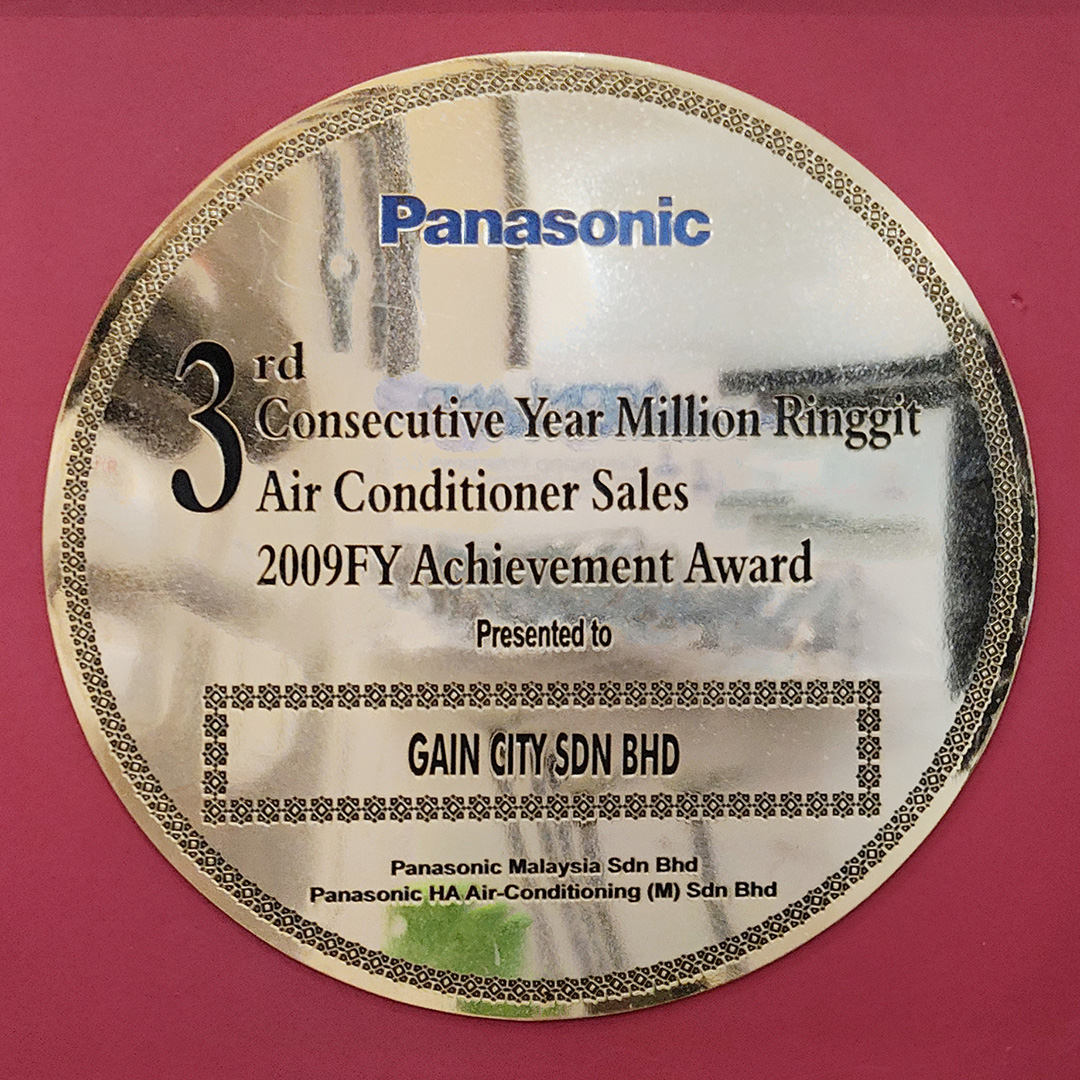 Panasonic
3rd
Consecutive Year Million Ringgit
Air Conditioner Sales
2009FY Achievement Award
Presented to
GAIN CITY SDN BHD
Panasonic Malaysia Sdn Bhd
Panasonic HA Air-Conditioning (M) Sdn Bhd